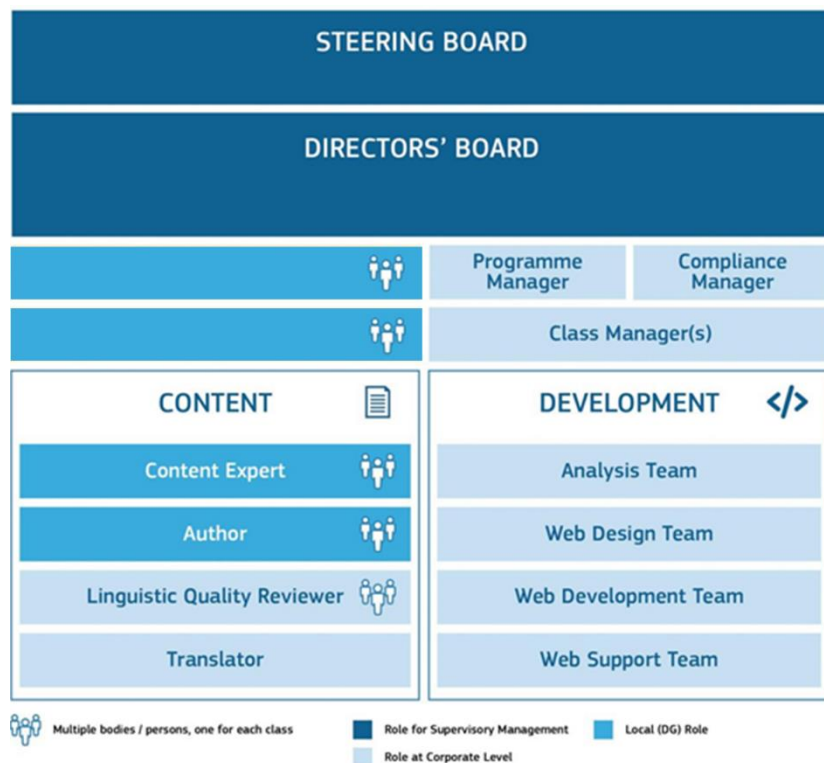 STEERING BOARD
DIRECTORS' BOARD
Programme
Manager
Compliance
Manager
Class Manager(s)
CONTENT
Content Expert
Author
Linguistic Quality Reviewer
Translator
DEVELOPMENT
</>
Analysis Team
Web Design Team
Web Development Team
Web Support Team
Multiple bodies / persons, one for each class
Role for Supervisory Management
Local (DG) Role
Role at Corporate Level